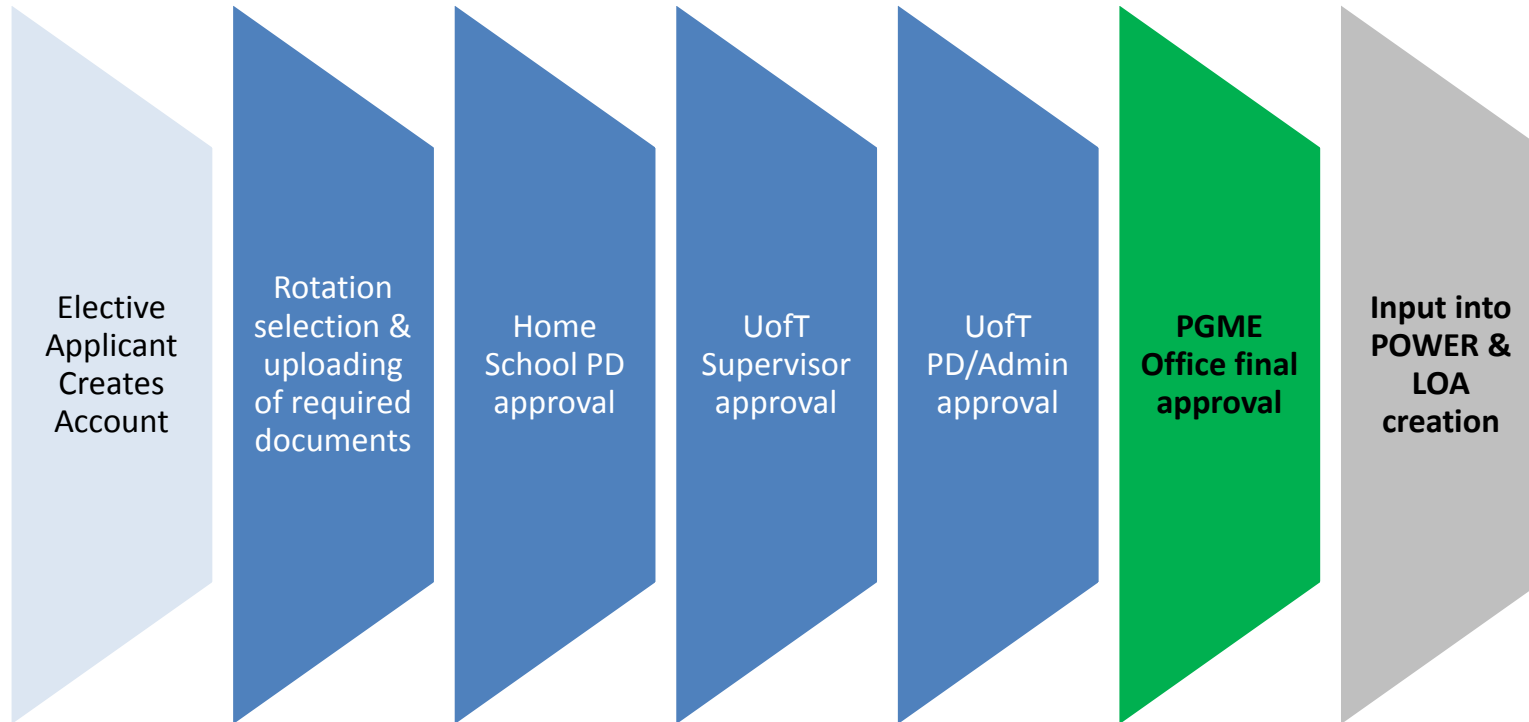 Elective
Applicant
Creates
Account
Rotation
selection &
uploading
of required
documents
Home
School PD
approval
UofT
Supervisor
approval
UofT
PD/Admin
approval
PGME
Office final
approval
Input into
POWER &
LOA
creation